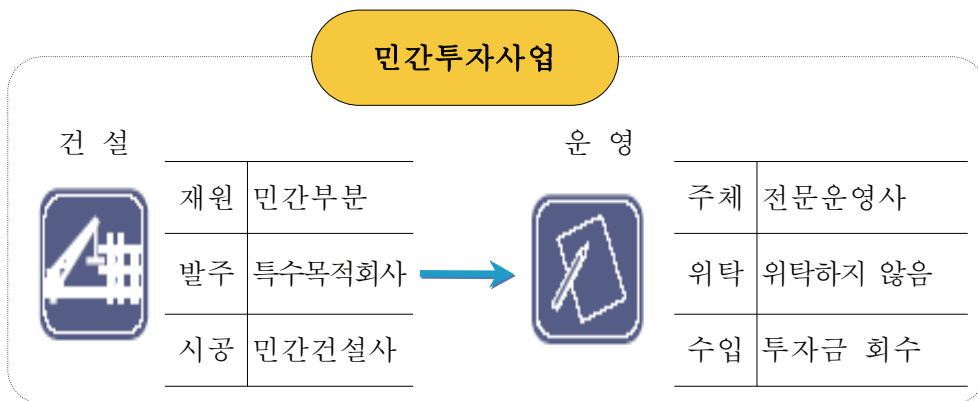 민간투자사업
건 설
재원 민간부분
발주 특수목적회사
시공 민간건설사
운 영
주체 전문운영사
위탁 위탁하지 않음
수입 투자금 회수